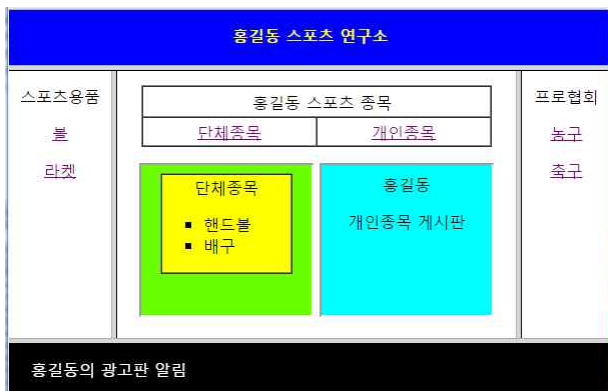 홍길동 스포츠 연구소
스포츠용품
볼
라켓
홍길동 스포츠 종목
단체종목 개인종목
단체종목
핸드볼
배구
홍길동
개인종목 게시판
프로협회
농구
축구
홍길동의 광고판 알림